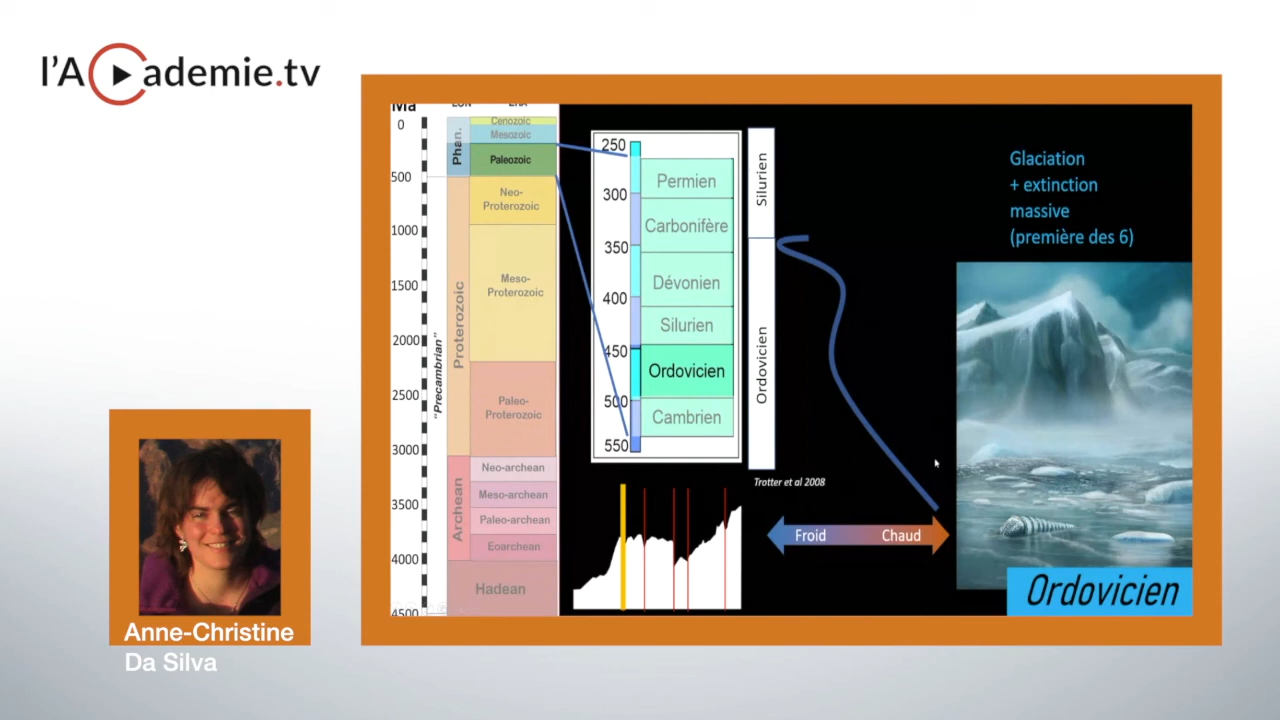 l'Academie.tv
Ma
EON
ERA
0
500
1000
1500
2000
2500
3000
3500
4000
4500
"Precambrian"
Phan.
Proterozoic
Archean
Cenozoic
Mesozoic
Paleozoic
Neo-
Proterozoic
Meso-
Proterozoic
Paleo-
Proterozoic
Neo-archean
Meso-archean
Paleo-archean
Eoarchean
Hadean
250
300
350
400
450
500
550
Permien
Carbonifère
Dévonien
Silurien
Ordovicien
Cambrien
Silurien
Ordovicien
Trotter et al 2008
Froid
Chaud
Glaciation
+ extinction
massive
(première des 6)
Ordovicien
Anne-Christine
Da Silva